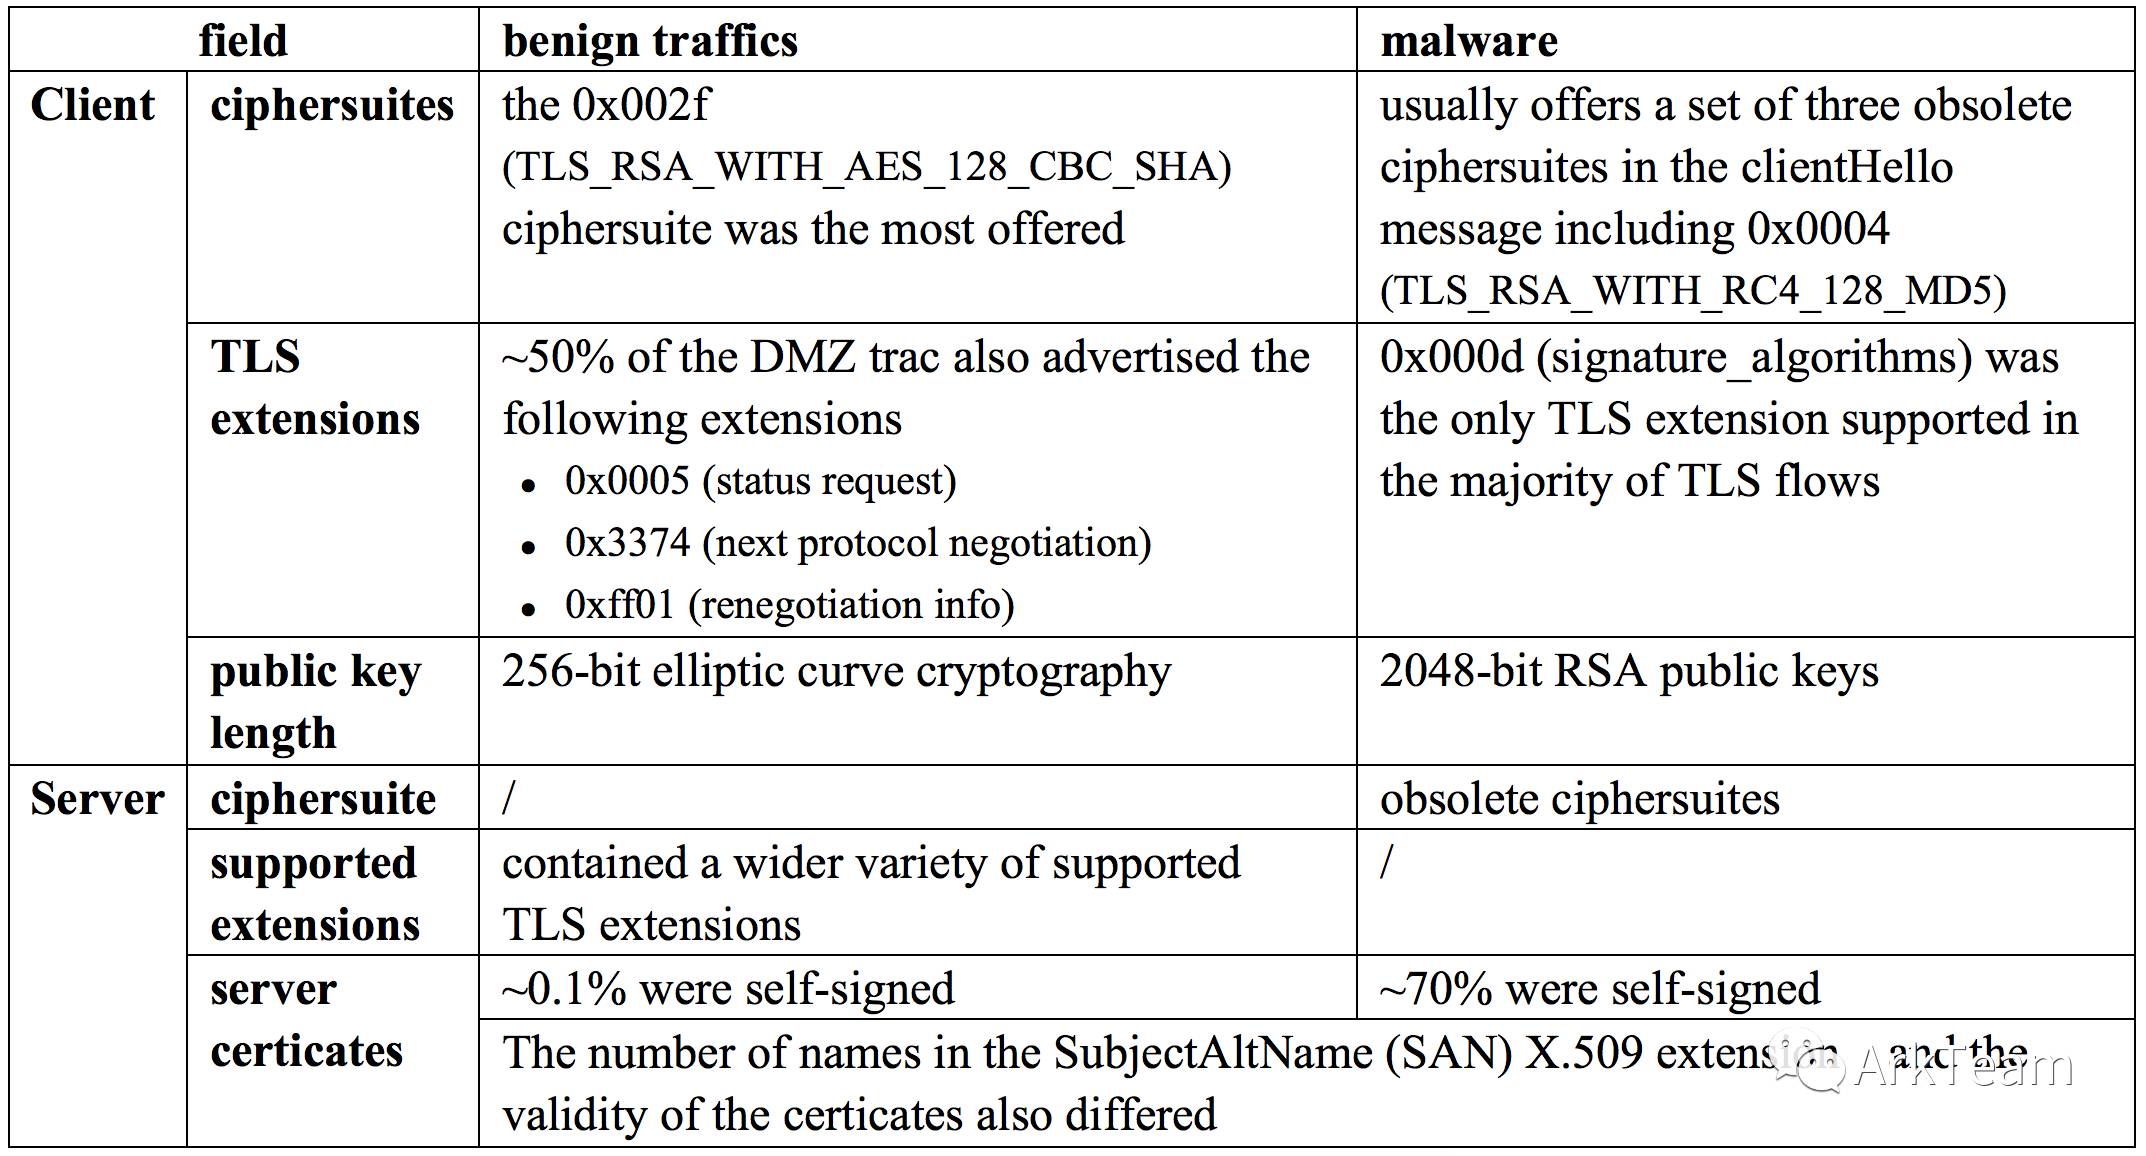 field benign traffics malware
Client ciphersuites the 0x002f usually offers a set of three obsolete
(TLS_RSA_WITH_AES_128_CBC_SHA) ciphersuites in the clientHello
ciphersuite was the most offered message including 0x0004
(TLS_RSA_WITH_RC4_128_MD5)
TLS ~50% of the DMZ trac also advertised the 0x000d (signature_algorithms) was
extensions following extensions the only TLS extension supported in
• 0x0005 (status request) the majority of TLS flows
• 0x3374 (next protocol negotiation)
• 0xff01 (renegotiation info)
public key 256-bit elliptic curve cryptography 2048-bit RSA public keys
length
Server ciphersuite / obsolete ciphersuites
supported contained a wider variety of supported /
extensions TLS extensions
server ~0.1% were self-signed ~70% were self-signed
certicates The number of names in the SubjectAltName (SAN) X.509 extension and the
validity of the certicates also differed
ArkTeam